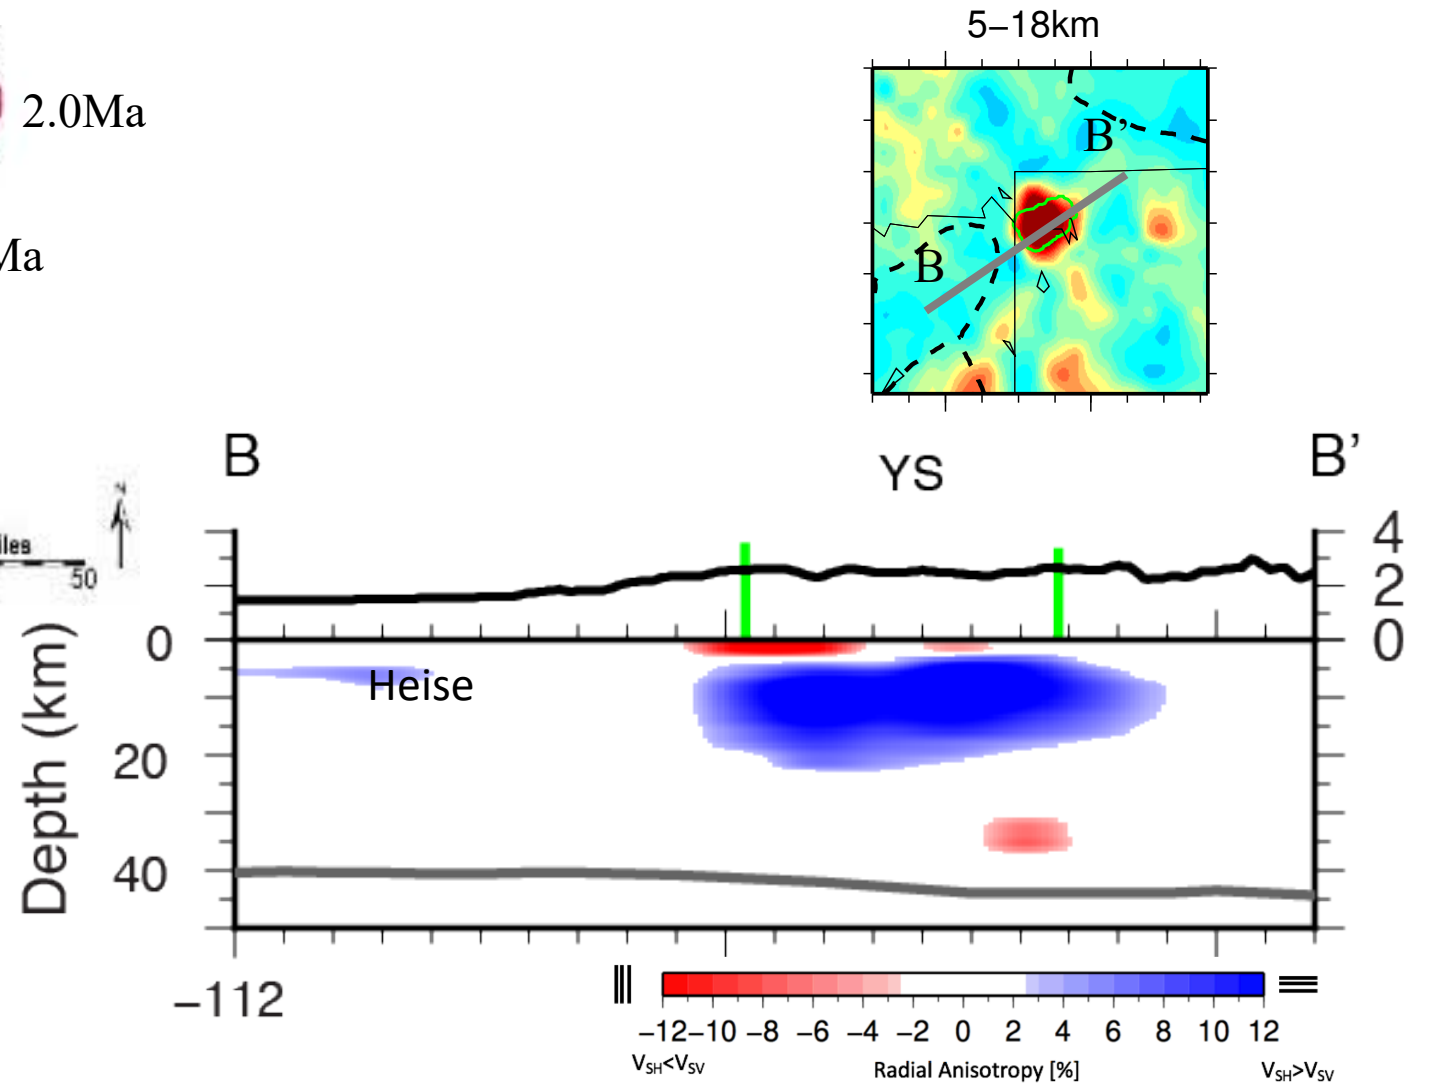 5–18km
2.0Ma
B’
Ma
B
B
YS
B’
iles
50
4
2
0
Depth (km)
0
20
40
Heise
−112
−12−10 −8 −6 −4 −2 0 2 4 6 8 10 12
VSH<VSV
Radial Anisotropy [%]
VSH>VSV